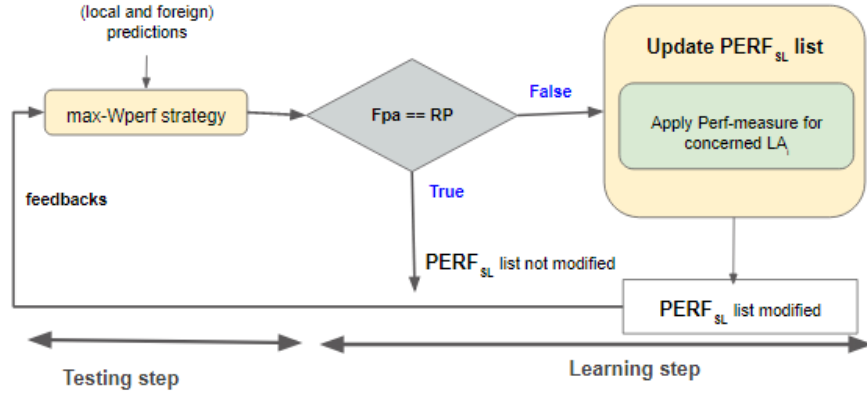 (local and foreign)
predictions
max-Wperf strategy
Fpa == RP
False
True
Update PERF_SL list
Apply Perf-measure for
concerned LA_i
feedbacks
PERF_SL list not modified
PERF_SL list modified
Testing step
Learning step